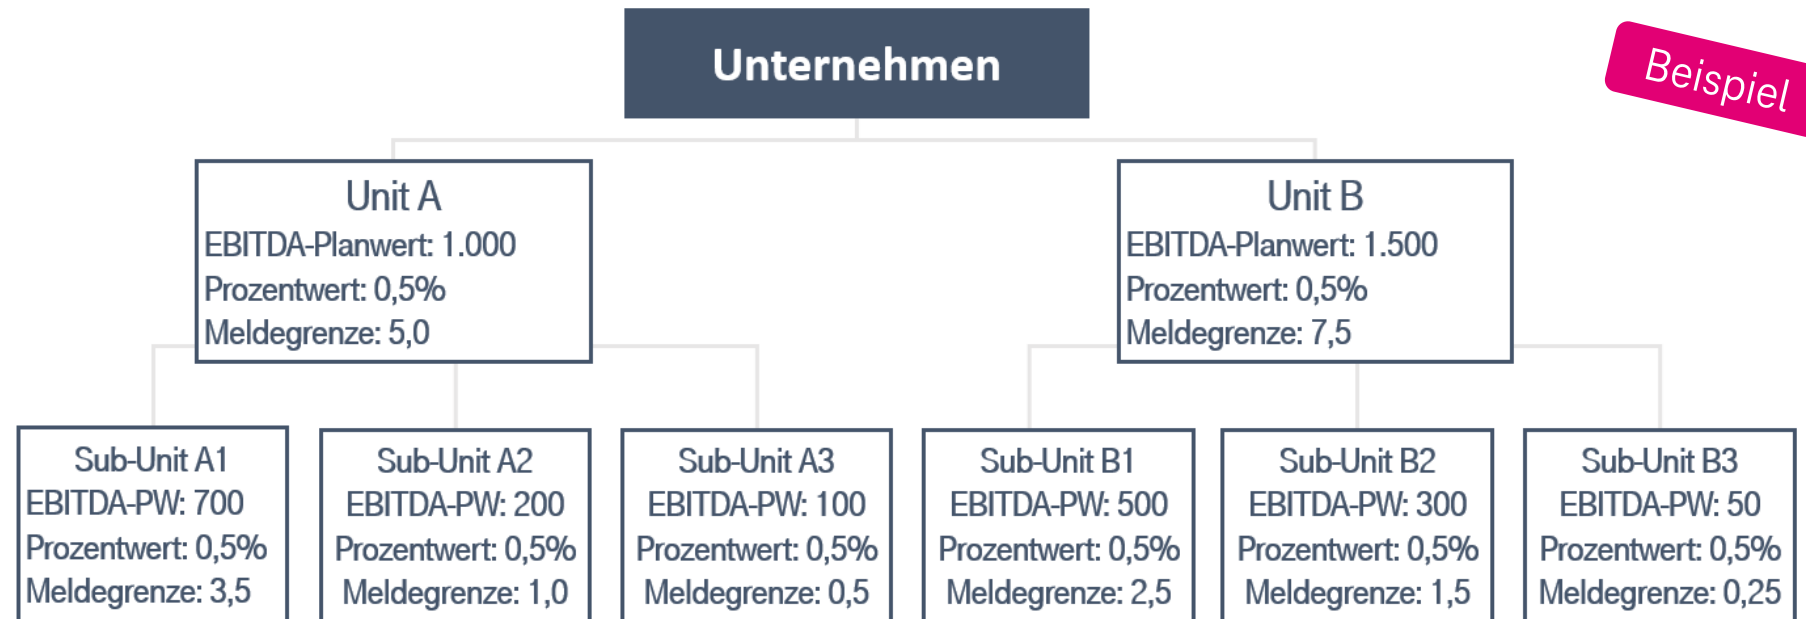 Unternehmen
Beispiel
Unit A
EBITDA-Planwert: 1.000
Prozentwert: 0,5%
Meldegrenze: 5,0
Unit B
EBITDA-Planwert: 1.500
Prozentwert: 0,5%
Meldegrenze: 7,5
Sub-Unit A1
EBITDA-PW: 700
Prozentwert: 0,5%
Meldegrenze: 3,5
Sub-Unit A2
EBITDA-PW: 200
Prozentwert: 0,5%
Meldegrenze: 1,0
Sub-Unit A3
EBITDA-PW: 100
Prozentwert: 0,5%
Meldegrenze: 0,5
Sub-Unit B1
EBITDA-PW: 500
Prozentwert: 0,5%
Meldegrenze: 2,5
Sub-Unit B2
EBITDA-PW: 300
Prozentwert: 0,5%
Meldegrenze: 1,5
Sub-Unit B3
EBITDA-PW: 50
Prozentwert: 0,5%
Meldegrenze: 0,25